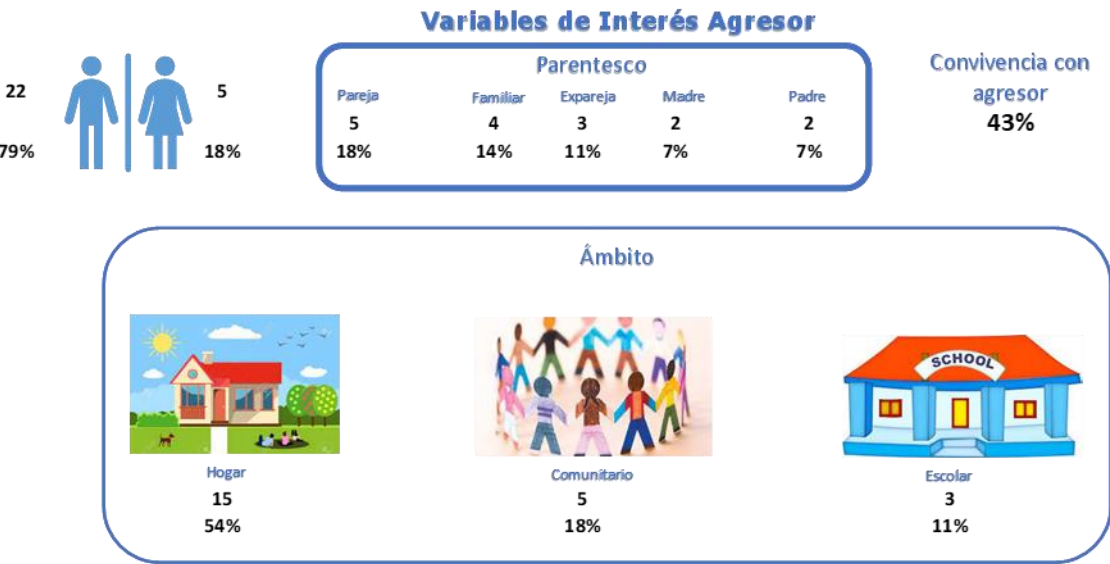 Variables de Interés Agresor
22
79%
5
18%
Parentesco
Pareja Familiar Expareja Madre Padre
5 4 3 2 2
18% 14% 11% 7% 7%
Convivencia con
agresor
43%
Ámbito
SCHOOL
Hogar Comunitario Escolar
15 5 3
54% 18% 11%